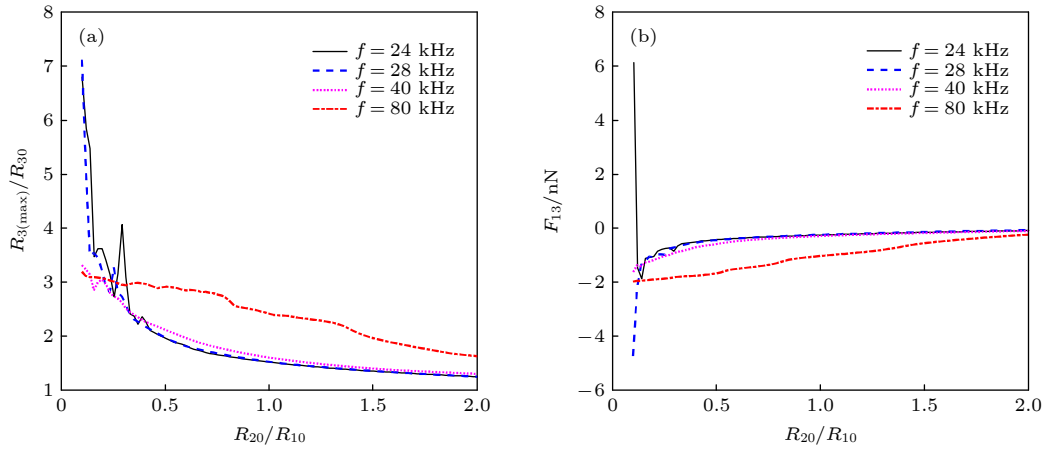 (a)
f = 24 kHz
f = 28 kHz
f = 40 kHz
f = 80 kHz
8
7
6
5
4
3
2
1
0
0.5
1.0
1.5
2.0
R3(max)/R30
R20/R10
(b)
f = 24 kHz
f = 28 kHz
f = 40 kHz
f = 80 kHz
8
6
4
2
0
−2
−4
−6
0
0.5
1.0
1.5
2.0
F13/nN
R20/R10